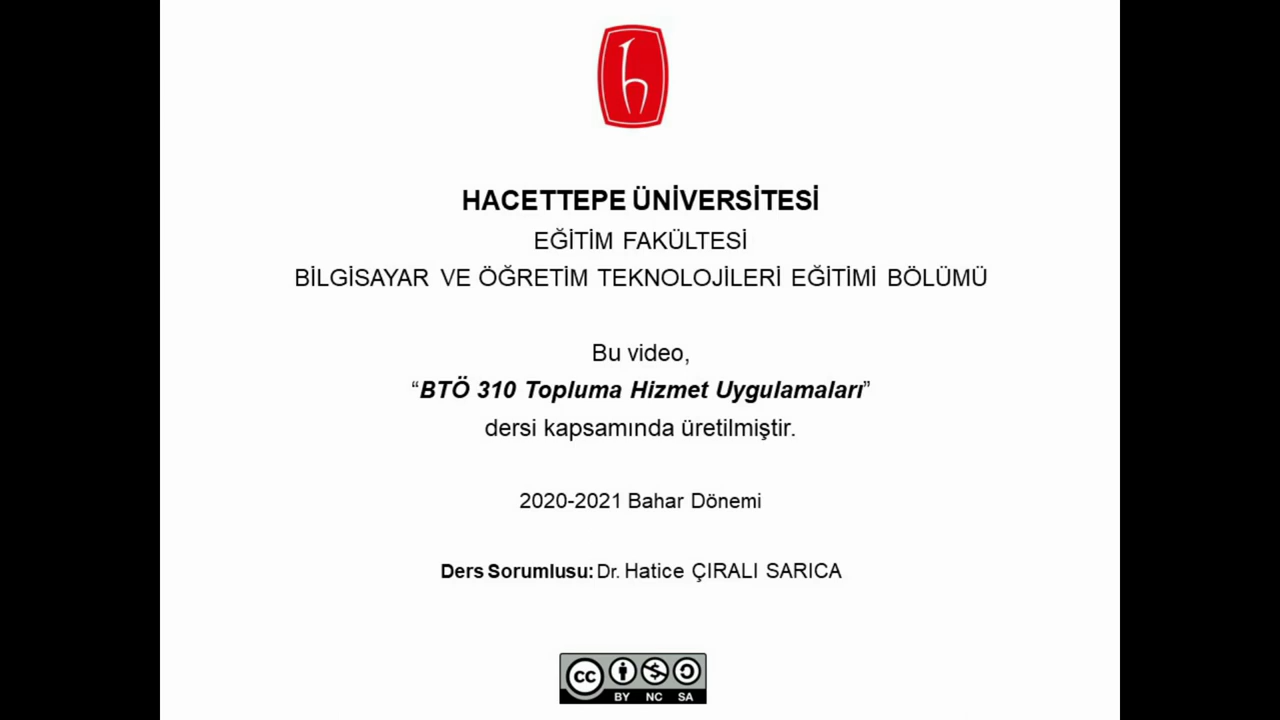 HACETTEPE ÜNİVERSİTESİ
EĞİTİM FAKÜLTESİ
BİLGİSAYAR VE ÖĞRETİM TEKNOLOJİLERİ EĞİTİMİ BÖLÜMÜ
Bu video,
“BTÖ 310 Topluma Hizmet Uygulamaları”
dersi kapsamında üretilmiştir.
2020-2021 Bahar Dönemi
Ders Sorumlusu: Dr. Hatice ÇIRALI SARICA
cc BY NC SA